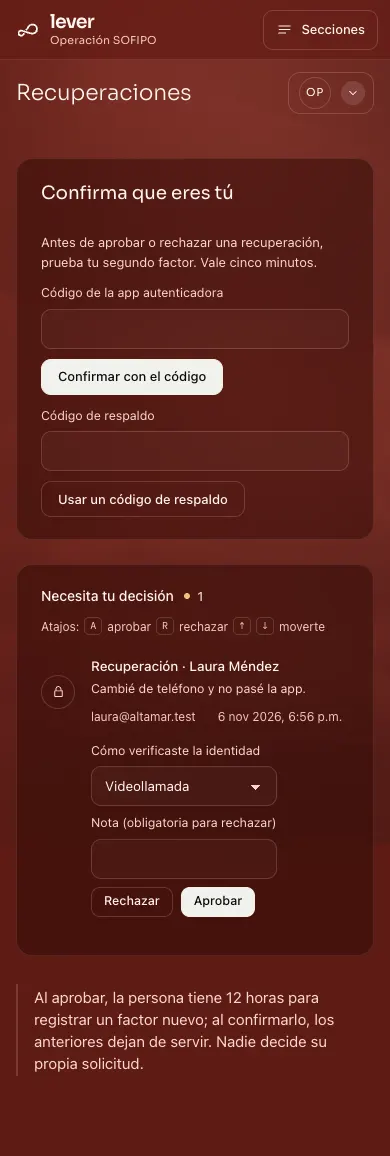 lever
Operación SOFIPO
Secciones
Recuperaciones
OP
Confirma que eres tú
Antes de aprobar o rechazar una recuperación,
prueba tu segundo factor. Vale cinco minutos.
Código de la app autenticadora
Confirmar con el código
Código de respaldo
Usar un código de respaldo
Necesita tu decisión • 1
Atajos: A aprobar R rechazar ↑ ↓ moverte
Recuperación · Laura Méndez
Cambié de teléfono y no pasé la app.
laura@altamar.test 6 nov 2026, 6:56 p.m.
Cómo verificaste la identidad
Videollamada
Nota (obligatoria para rechazar)
Rechazar Aprobar
Al aprobar, la persona tiene 12 horas para
registrar un factor nuevo; al confirmarlo, los
anteriores dejan de servir. Nadie decide su
propia solicitud.